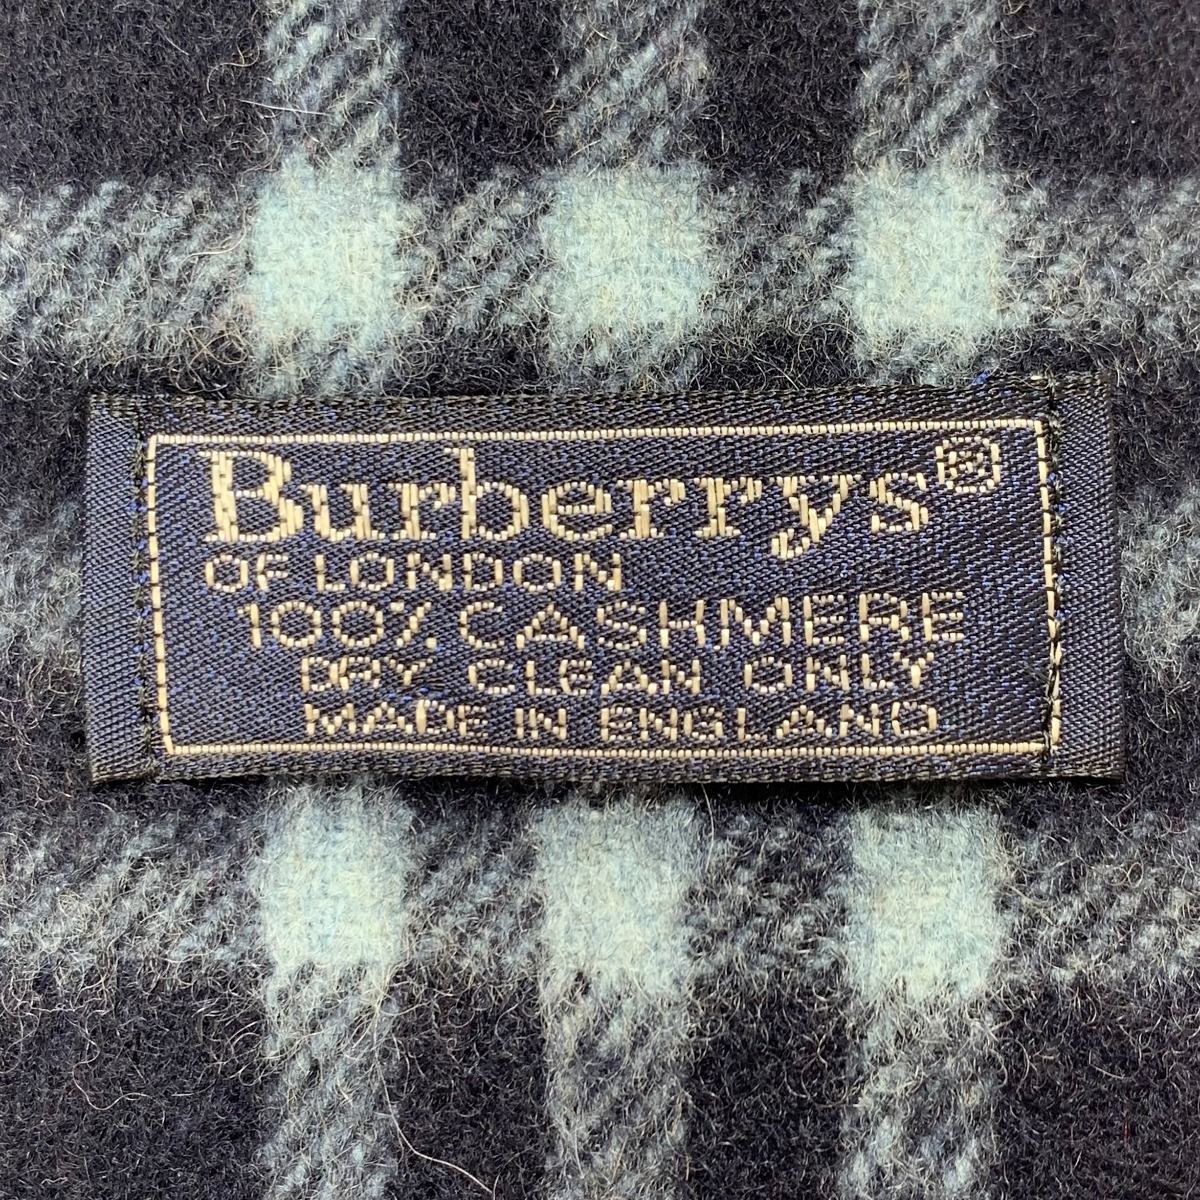 Burberrys®
OF LONDON
100% CASHMERE
DRY CLEAN ONLY
MADE IN ENGLAND